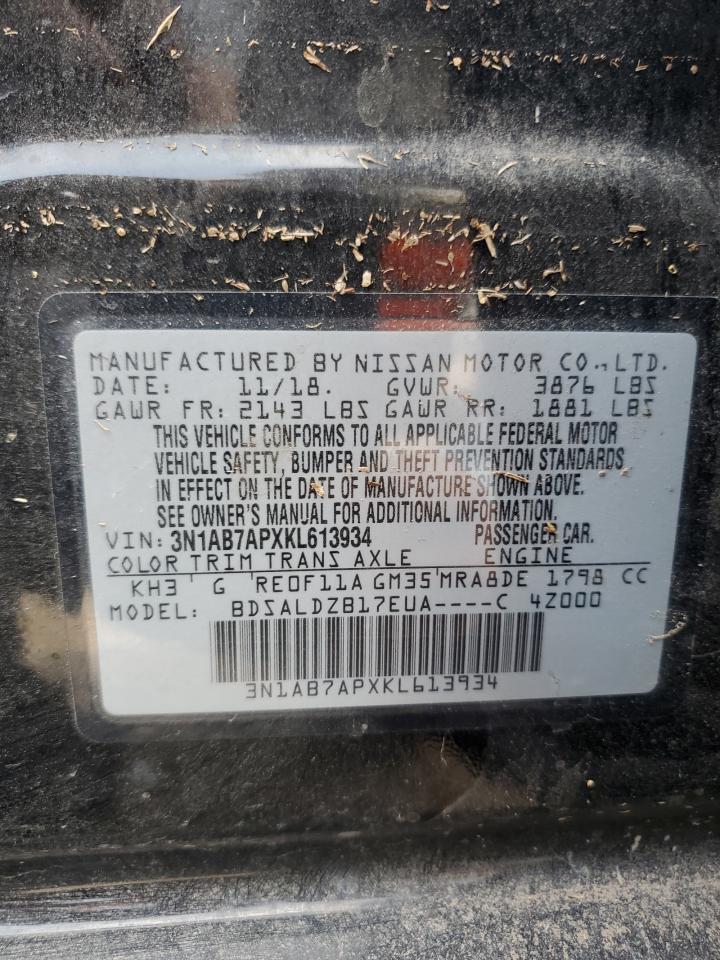 MANUFACTURED BY NISSAN MOTOR CO., LTD.
DATE: 11/18. GVWR: 3876 LBS
GAWR FR: 2143 LBS GAWR RR: 1881 LBS
THIS VEHICLE CONFORMS TO ALL APPLICABLE FEDERAL MOTOR
VEHICLE SAFETY, BUMPER AND THEFT PREVENTION STANDARDS
IN EFFECT ON THE DATE OF MANUFACTURE SHOWN ABOVE.
SEE OWNER'S MANUAL FOR ADDITIONAL INFORMATION.
VIN: 3N1AB7APXKL613934 PASSENGER CAR.
COLOR TRIM TRANS AXLE ENGINE
KH3 G RE0F11A GM35 MRA8DE 1798 CC
MODEL: BDSALDZB17EUA----C 4Z000
3N1AB7APXKL613934